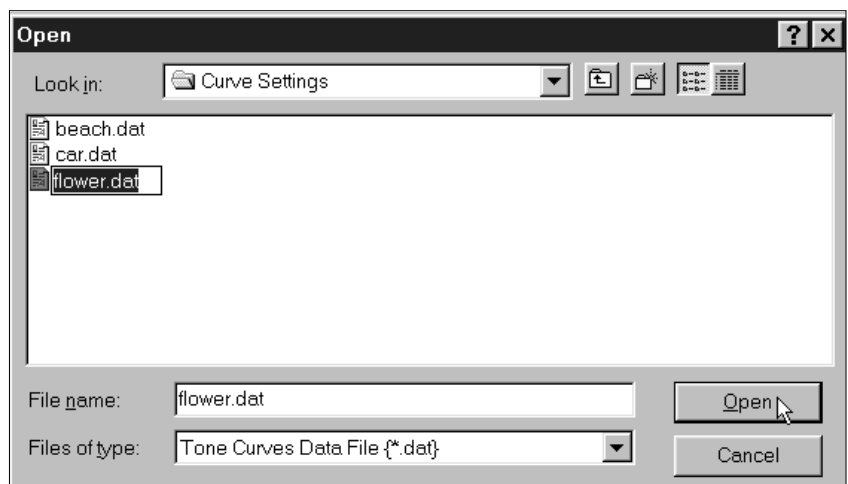 Open
Look in: Curve Settings
beach.dat
car.dat
flower.dat
File name: flower.dat Open
Files of type: Tone Curves Data File {*.dat} Cancel